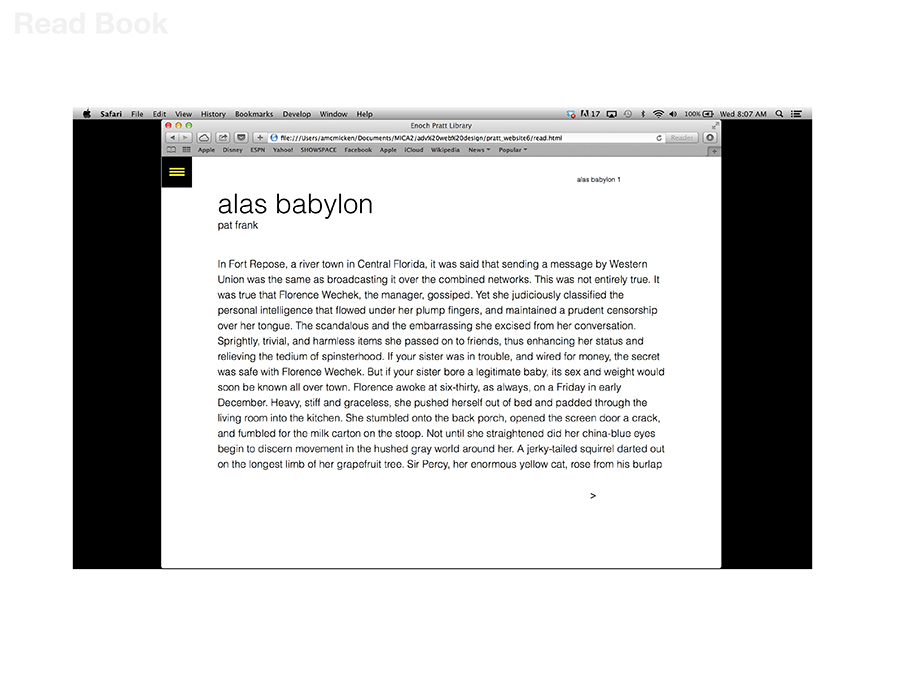 Read Book
Safari File Edit View History Bookmarks Develop Window Help 17 100% Wed 8:07 AM
Enoch Pratt Library
file:///Users/amcmicken/Documents/MICA2/adv%20web%20design/pratt_website6/read.html Reader
Apple Disney ESPN Yahoo! SHOWSPACE Facebook Apple iCloud Wikipedia News Popular
alas babylon 1
alas babylon
pat frank
In Fort Repose, a river town in Central Florida, it was said that sending a message by Western
Union was the same as broadcasting it over the combined networks. This was not entirely true. It
was true that Florence Wechek, the manager, gossiped. Yet she judiciously classified the
personal intelligence that flowed under her plump fingers, and maintained a prudent censorship
over her tongue. The scandalous and the embarrassing she excised from her conversation.
Sprightly, trivial, and harmless items she passed on to friends, thus enhancing her status and
relieving the tedium of spinsterhood. If your sister was in trouble, and wired for money, the secret
was safe with Florence Wechek. But if your sister bore a legitimate baby, its sex and weight would
soon be known all over town. Florence awoke at six-thirty, as always, on a Friday in early
December. Heavy, stiff and graceless, she pushed herself out of bed and padded through the
living room into the kitchen. She stumbled onto the back porch, opened the screen door a crack,
and fumbled for the milk carton on the stoop. Not until she straightened did her china-blue eyes
begin to discern movement in the hushed gray world around her. A jerky-tailed squirrel darted out
on the longest limb of her grapefruit tree. Sir Percy, her enormous yellow cat, rose from his burlap
>